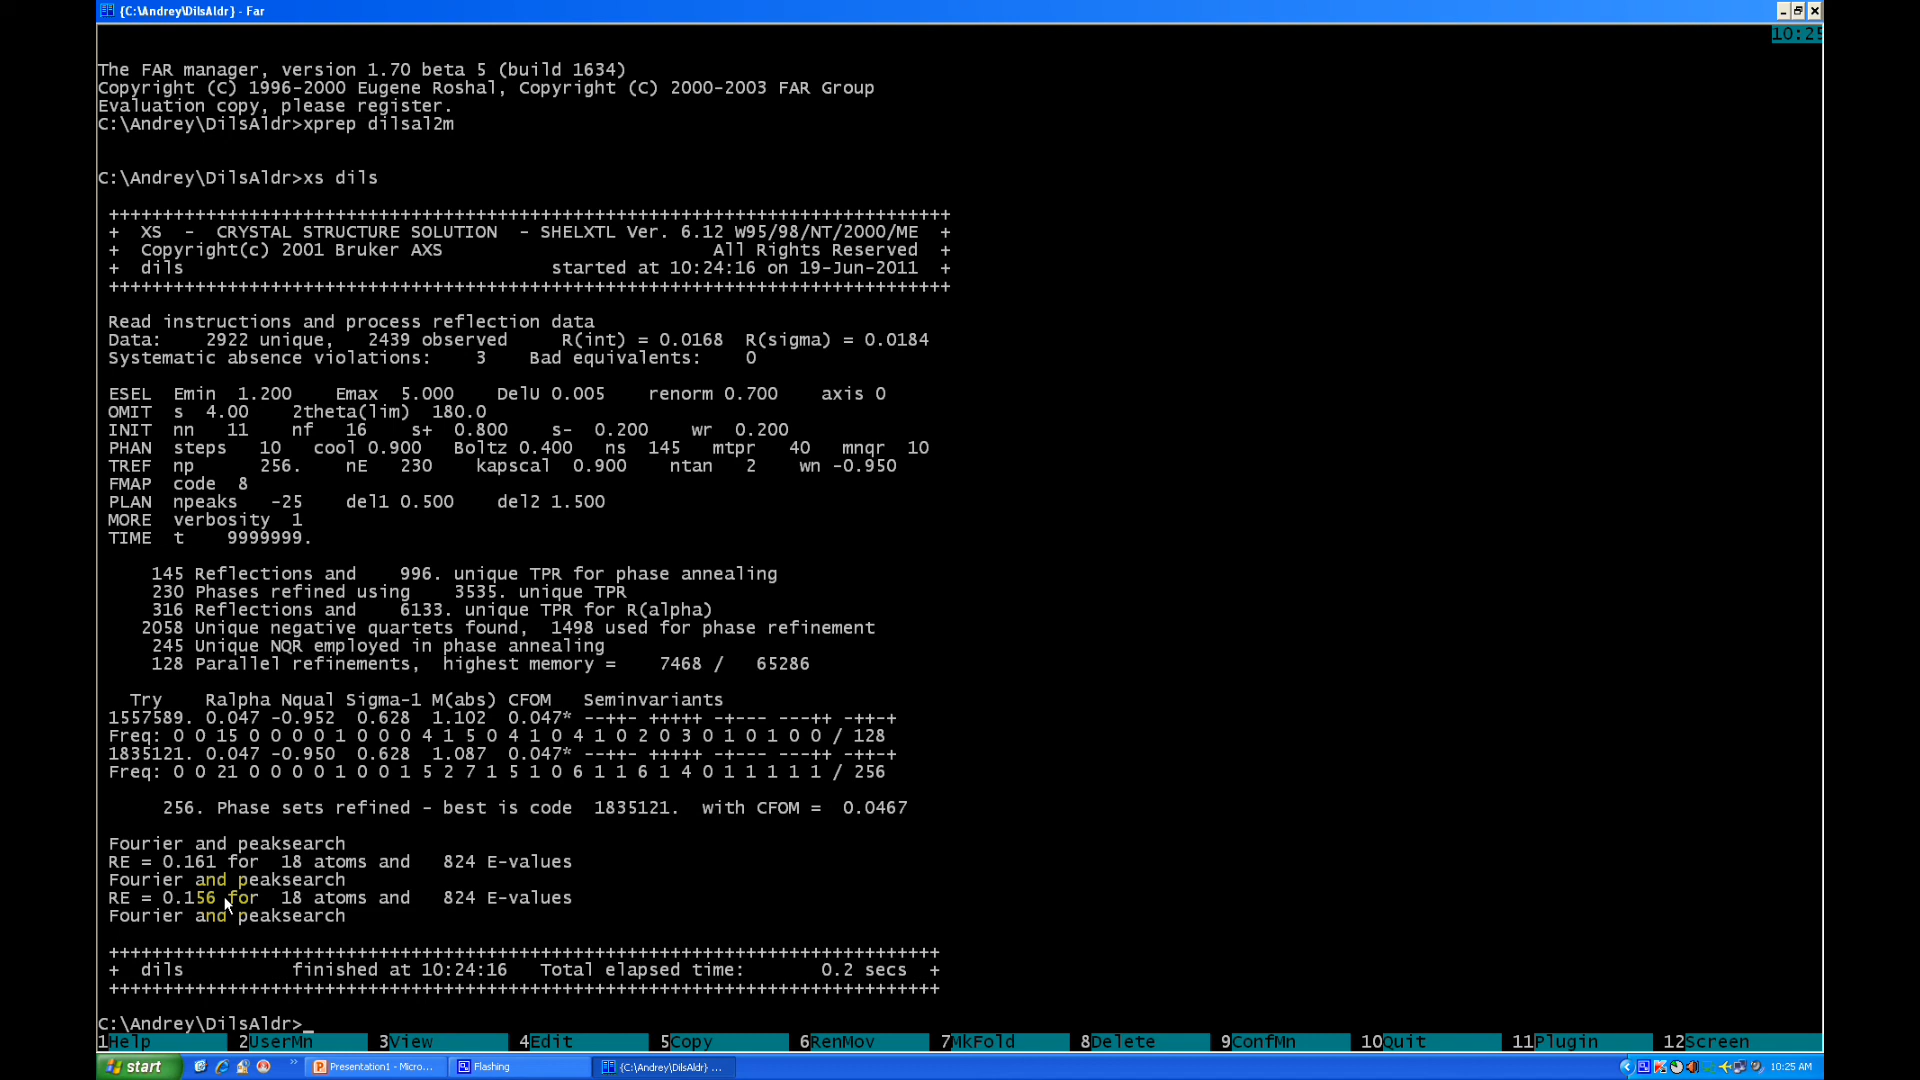 {C:\Andrey\DilsAldr} - Far
10:25
The FAR manager, version 1.70 beta 5 (build 1634)
Copyright (C) 1996-2000 Eugene Roshal, Copyright (C) 2000-2003 FAR Group
Evaluation copy, please register.
C:\Andrey\DilsAldr>xprep dilsal2m
C:\Andrey\DilsAldr>xs dils
++++++++++++++++++++++++++++++++++++++++++++++++++++++++++++++++++++++++++++++
+  XS  -  CRYSTAL STRUCTURE SOLUTION  - SHELXTL Ver. 6.12 W95/98/NT/2000/ME  +
+  Copyright(c) 2001 Bruker AXS                         All Rights Reserved  +
+  dils                                  started at 10:24:16 on 19-Jun-2011  +
++++++++++++++++++++++++++++++++++++++++++++++++++++++++++++++++++++++++++++++
Read instructions and process reflection data
Data:    2922 unique,   2439 observed     R(int) = 0.0168  R(sigma) = 0.0184
Systematic absence violations:    3    Bad equivalents:    0
ESEL  Emin  1.200    Emax  5.000    DelU 0.005    renorm 0.700    axis 0
OMIT  s  4.00    2theta(lim)  180.0
INIT  nn  11    nf   16    s+  0.800    s-  0.200    wr  0.200
PHAN  steps   10  cool 0.900   Boltz 0.400   ns  145   mtpr   40   mnqr  10
TREF  np      256.  nE   230    kapscal  0.900    ntan   2    wn -0.950
FMAP  code  8
PLAN  npeaks   -25    del1 0.500    del2 1.500
MORE  verbosity  1
TIME  t    9999999.
145 Reflections and    996. unique TPR for phase annealing
230 Phases refined using    3535. unique TPR
316 Reflections and    6133. unique TPR for R(alpha)
2058 Unique negative quartets found,  1498 used for phase refinement
245 Unique NQR employed in phase annealing
128 Parallel refinements,  highest memory =    7468 /   65286
Try    Ralpha Nqual Sigma-1 M(abs) CFOM   Seminvariants
1557589. 0.047 -0.952  0.628  1.102  0.047* --++- +++++ -+--- ---++ -++-+
Freq: 0 0 15 0 0 0 0 1 0 0 0 4 1 5 0 4 1 0 4 1 0 2 0 3 0 1 0 1 0 0 / 128
1835121. 0.047 -0.950  0.628  1.087  0.047* --++- +++++ -+--- ---++ -++-+
Freq: 0 0 21 0 0 0 0 1 0 0 1 5 2 7 1 5 1 0 6 1 1 6 1 4 0 1 1 1 1 1 / 256
256. Phase sets refined - best is code  1835121.  with CFOM =  0.0467
Fourier and peaksearch
RE = 0.161 for  18 atoms and   824 E-values
Fourier and peaksearch
RE = 0.156 for  18 atoms and   824 E-values
Fourier and peaksearch
+++++++++++++++++++++++++++++++++++++++++++++++++++++++++++++++++++++++++++++
+  dils          finished at 10:24:16   Total elapsed time:       0.2 secs  +
+++++++++++++++++++++++++++++++++++++++++++++++++++++++++++++++++++++++++++++
C:\Andrey\DilsAldr>_
1Help 2UserMn 3View 4Edit 5Copy 6RenMov 7MkFold 8Delete 9ConfMn 10Quit 11Plugin 12Screen
start Presentation1 - Micro... Flashing {C:\Andrey\DilsAldr} ... 10:25 AM